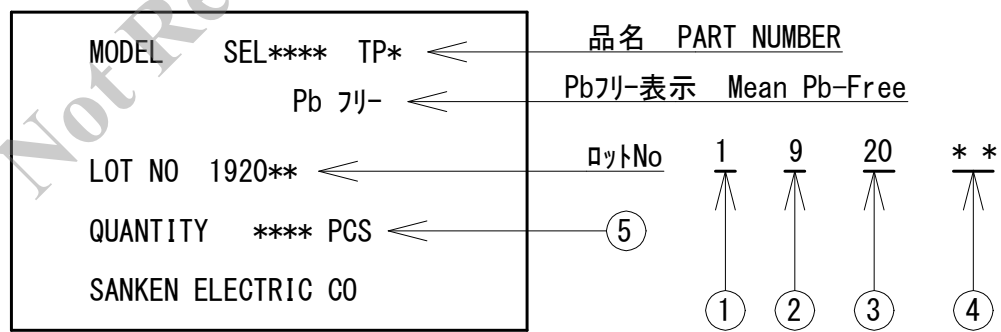 MODEL SEL**** TP*
品名 PART NUMBER
Pb フリー
Pbフリー表示 Mean Pb-Free
LOT NO 1920**
ロットNo 1 9 20 * *
QUANTITY **** PCS
⑤
SANKEN ELECTRIC CO
① ② ③ ④
Not Re